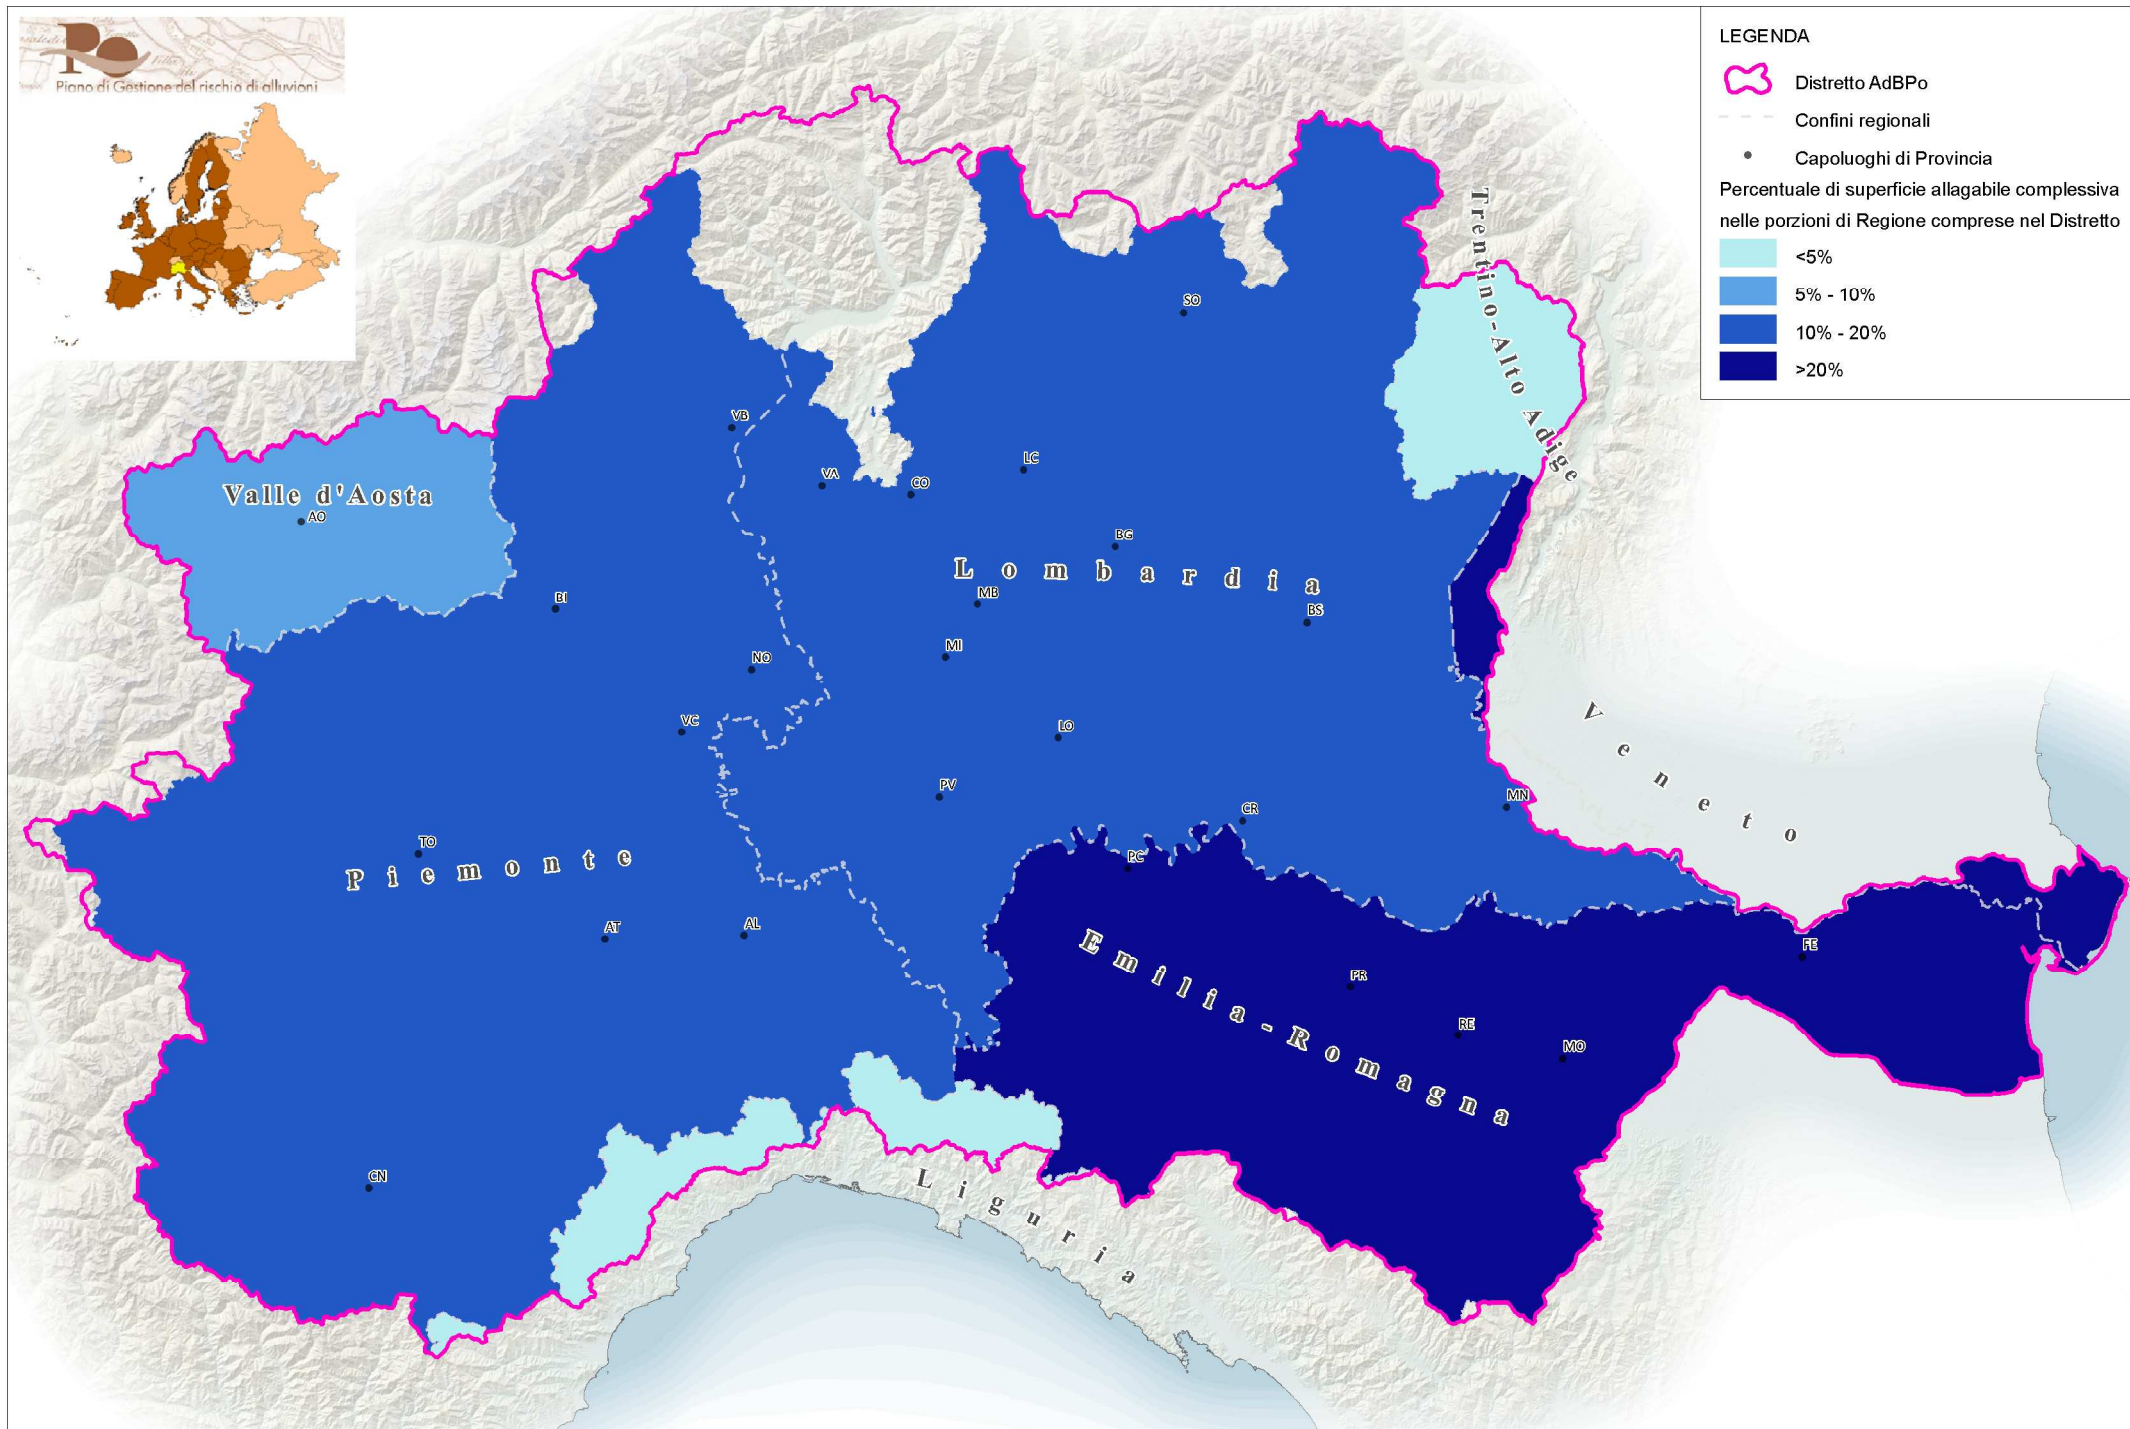 Po
Piano di Gestione del rischio di alluvioni
LEGENDA
Distretto AdBPo
Confini regionali
Capoluoghi di Provincia
Percentuale di superficie allagabile complessiva
nelle porzioni di Regione comprese nel Distretto
<5%
5% - 10%
10% - 20%
>20%
Trentino-Alto Adige
SO
VB
LC
VA
CO
Valle d'Aosta
AO
BG
Lombardia
MB
BI
BS
MI
NO
VC
LO
Veneto
PV
MN
CR
TO
PC
Piemonte
AT
AL
FE
Emilia-Romagna
PR
RE
MO
CN
Liguria